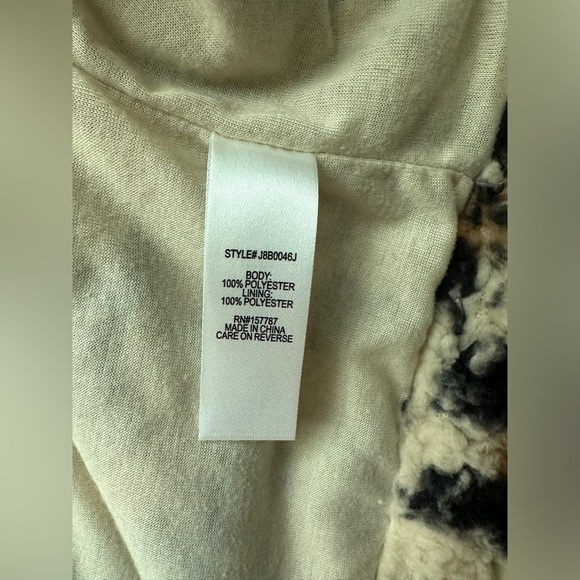 STYLE# J8B0046J
BODY:
100% POLYESTER
LINING:
100% POLYESTER
RN#157787
MADE IN CHINA
CARE ON REVERSE